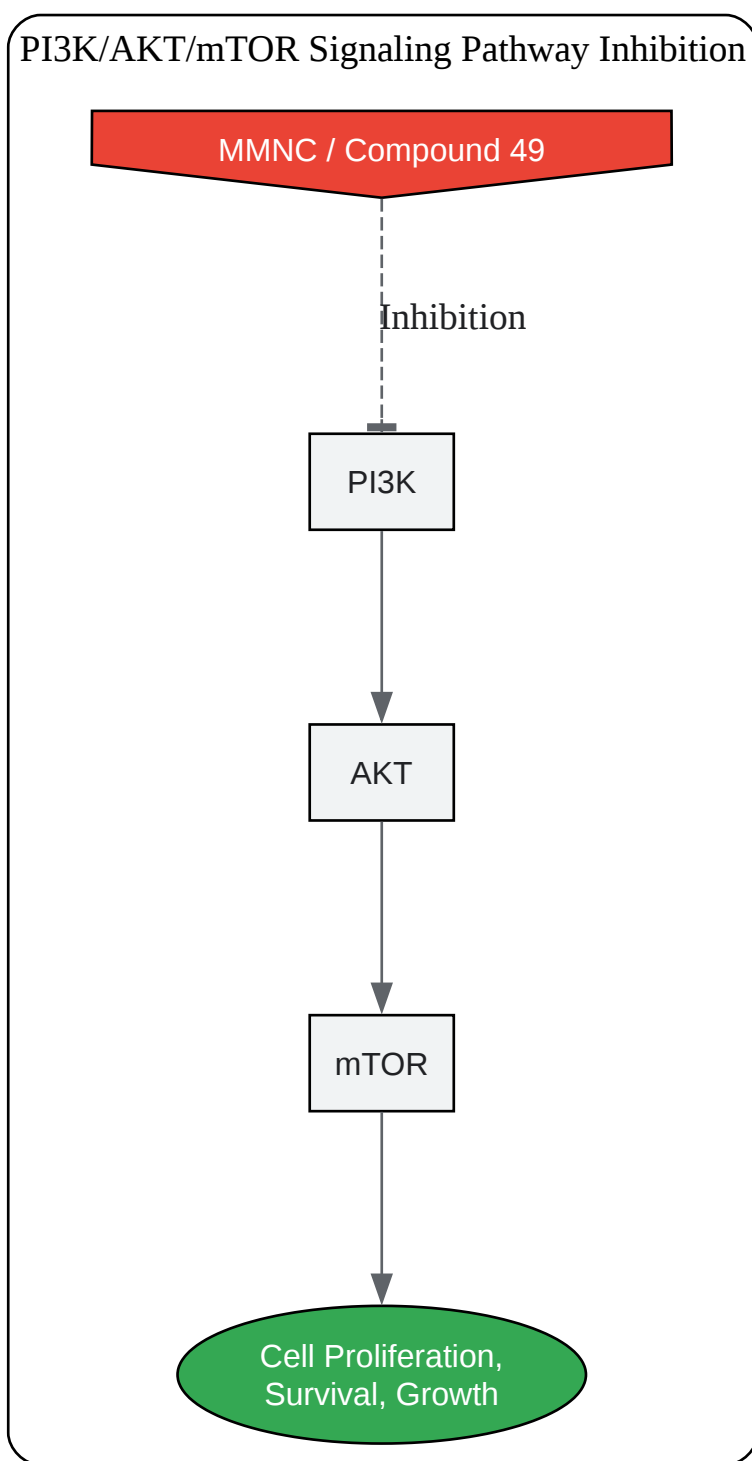 PI3K/AKT/mTOR Signaling Pathway Inhibition
MMNC / Compound 49
Inhibition
PI3K
AKT
mTOR
Cell Proliferation,
Survival, Growth